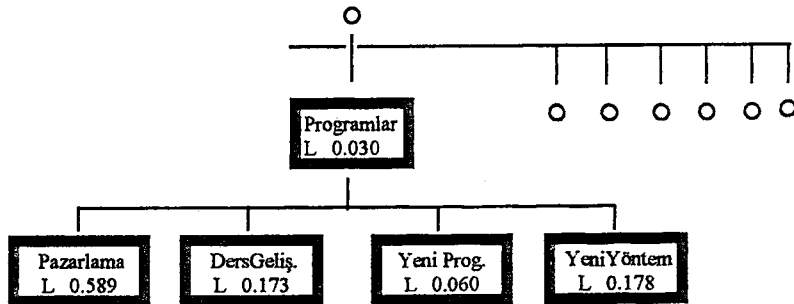 Programlar
L 0.030
Pazarlama
L 0.589
DersGeliş.
L 0.173
Yeni Prog.
L 0.060
YeniYöntem
L 0.178